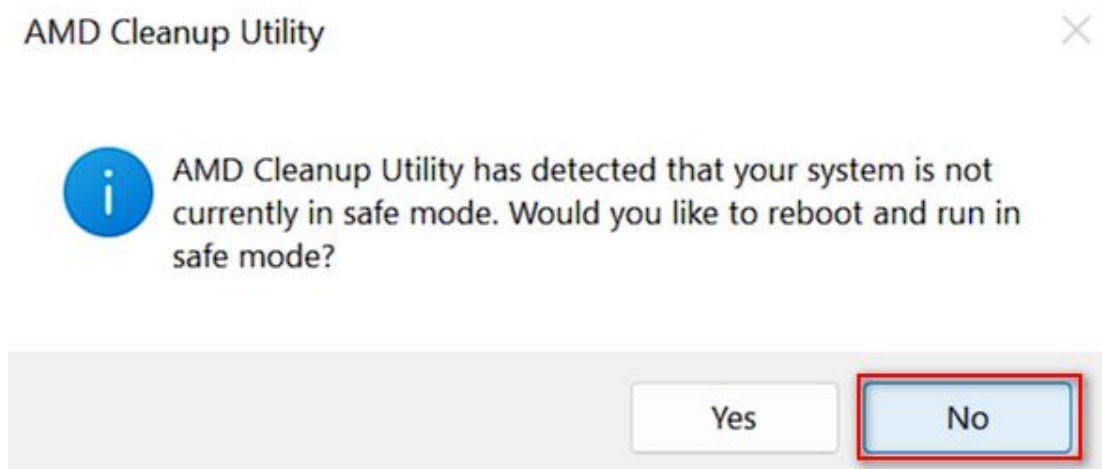 AMD Cleanup Utility
AMD Cleanup Utility has detected that your system is not
currently in safe mode. Would you like to reboot and run in
safe mode?
Yes
No